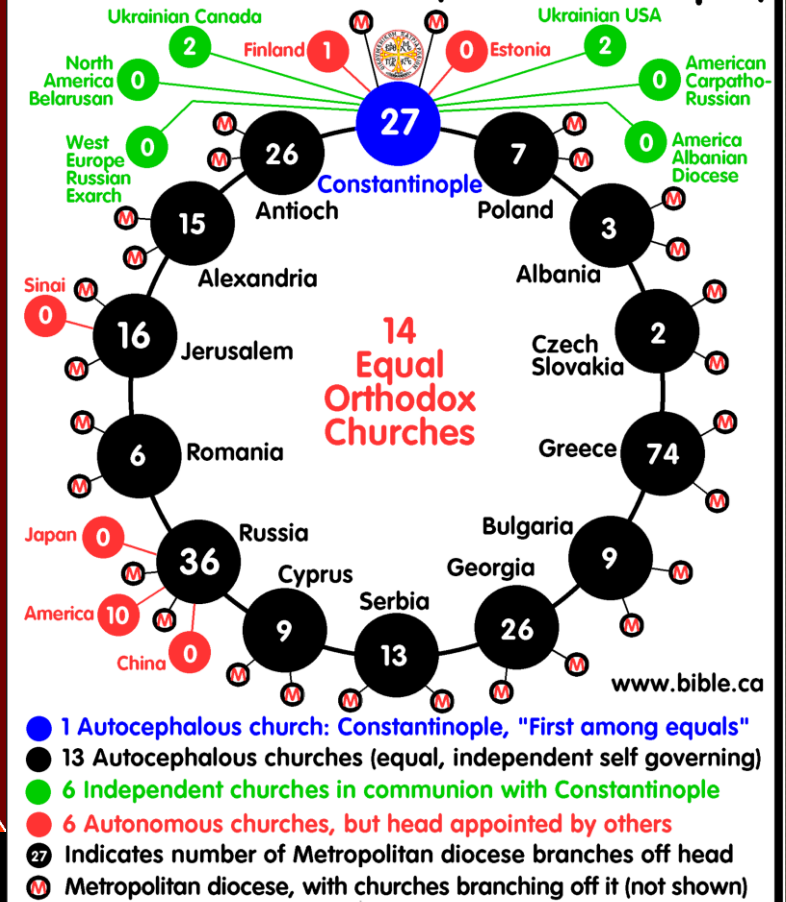 Ukrainian Canada
2
Ukrainian USA
2
Finland
1
M
M
0
Estonia
North
America
Belarusan
0
0
American
Carpatho-
Russian
West
Europe
Russian
Exarch
0
0
America
Albanian
Diocese
27
Constantinople
M
M
26
Antioch
7
Poland
M
M
M
M
15
Alexandria
3
Albania
M
M
Sinai
0
M
M
16
Jerusalem
2
Czech
Slovakia
M
M
14
Equal
Orthodox
Churches
M
M
6
Romania
Greece
74
M
M
Japan
0
M
America
10
M
China
0
Russia
36
Bulgaria
9
M
M
Cyprus
9
M
M
Serbia
13
M
M
Georgia
26
M
M
www.bible.ca
1 Autocephalous church: Constantinople, "First among equals"
13 Autocephalous churches (equal, independent self governing)
6 Independent churches in communion with Constantinople
6 Autonomous churches, but head appointed by others
27 Indicates number of Metropolitan diocese branches off head
M Metropolitan diocese, with churches branching off it (not shown)